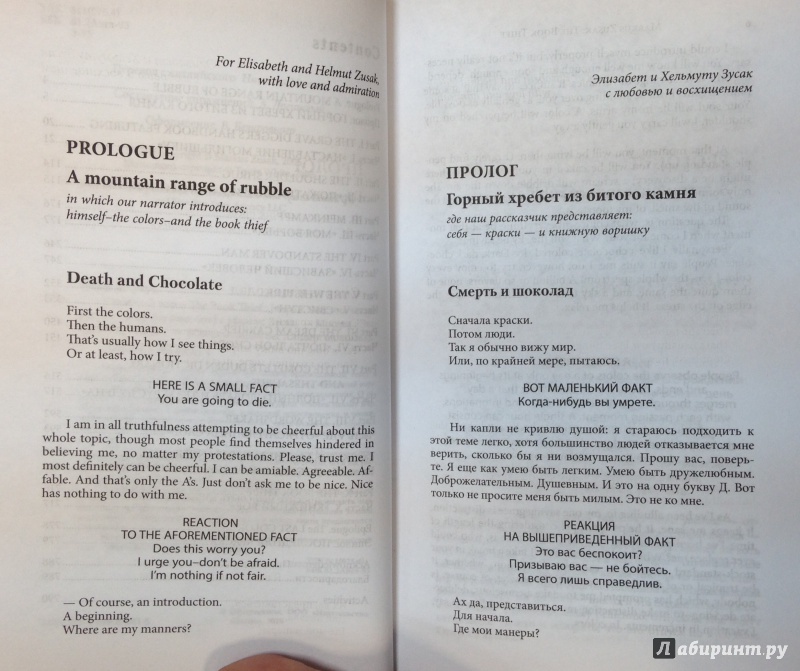 For Elisabeth and Helmut Zusak,
with love and admiration
PROLOGUE
A mountain range of rubble
in which our narrator introduces:
himself–the colors–and the book thief
Death and Chocolate
First the colors.
Then the humans.
That's usually how I see things.
Or at least, how I try.
HERE IS A SMALL FACT
You are going to die.
I am in all truthfulness attempting to be cheerful about this
whole topic, though most people find themselves hindered in
believing me, no matter my protestations. Please, trust me. I
most definitely can be cheerful. I can be amiable. Agreeable. Af-
fable. And that's only the A's. Just don't ask me to be nice. Nice
has nothing to do with me.
REACTION
TO THE AFOREMENTIONED FACT
Does this worry you?
I urge you–don't be afraid.
I'm nothing if not fair.
— Of course, an introduction.
A beginning.
Where are my manners?
Элизабет и Хельмуту Зусак
с любовью и восхищением
ПРОЛОГ
Горный хребет из битого камня
где наш рассказчик представляет:
себя — краски — и книжную воришку
Смерть и шоколад
Сначала краски.
Потом люди.
Так я обычно вижу мир.
Или, по крайней мере, пытаюсь.
ВОТ МАЛЕНЬКИЙ ФАКТ
Когда-нибудь вы умрете.
Ни капли не кривлю душой: я стараюсь подходить к
этой теме легко, хотя большинство людей отказывается мне
верить, сколько бы я ни возмущался. Прошу вас, поверь-
те. Я еще как умею быть легким. Умею быть дружелюбным.
Доброжелательным. Душевным. И это на одну букву Д. Вот
только не просите меня быть милым. Это не ко мне.
РЕАКЦИЯ
НА ВЫШЕПРИВЕДЕННЫЙ ФАКТ
Это вас беспокоит?
Призываю вас — не бойтесь.
Я всего лишь справедлив.
Ах да, представиться.
Для начала.
Где мои манеры?
Лабиринт.ру